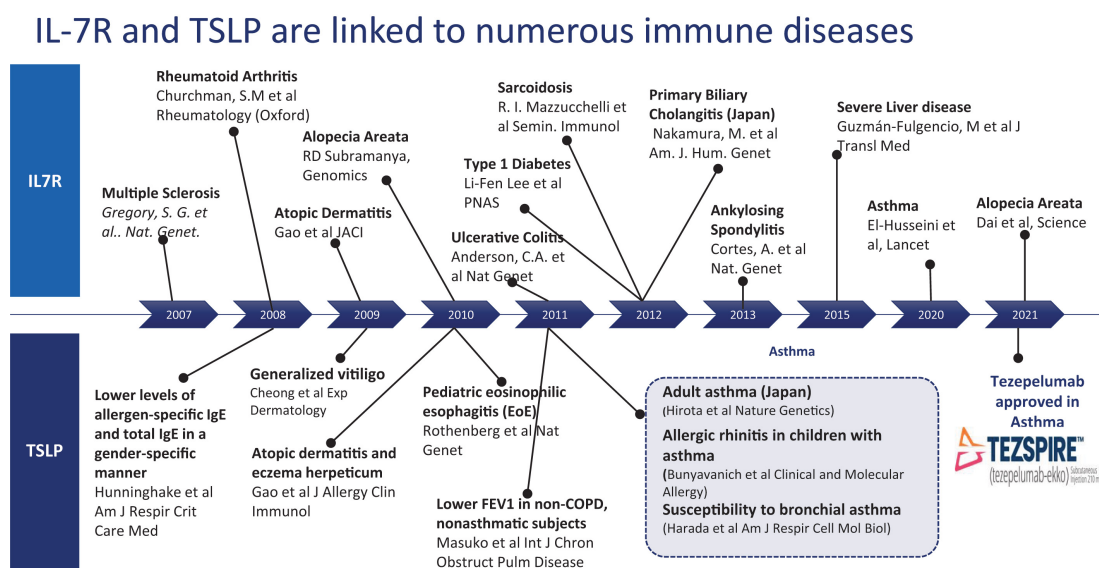 IL-7R and TSLP are linked to numerous immune diseases
IL7R
Multiple Sclerosis
Gregory, S. G. et
al.. Nat. Genet.
Rheumatoid Arthritis
Churchman, S.M et al
Rheumatology (Oxford)
Atopic Dermatitis
Gao et al JACI
Alopecia Areata
RD Subramanya,
Genomics
Ulcerative Colitis
Anderson, C.A. et
al Nat Genet
Type 1 Diabetes
Li-Fen Lee et al
PNAS
Sarcoidosis
R. I. Mazzucchelli et
al Semin. Immunol
Primary Biliary
Cholangitis (Japan)
Nakamura, M. et al
Am. J. Hum. Genet
Ankylosing
Spondylitis
Cortes, A. et al
Nat. Genet
Severe Liver disease
Guzmán-Fulgencio, M et al J
Transl Med
Asthma
El-Husseini et
al, Lancet
Alopecia Areata
Dai et al, Science
2007
2008
2009
2010
2011
2012
2013
2015
2020
2021
TSLP
Lower levels of
allergen-specific IgE
and total IgE in a
gender-specific
manner
Hunninghake et al
Am J Respir Crit
Care Med
Generalized vitiligo
Cheong et al Exp
Dermatology
Atopic dermatitis and
eczema herpeticum
Gao et al J Allergy Clin
Immunol
Pediatric eosinophilic
esophagitis (EoE)
Rothenberg et al Nat
Genet
Lower FEV1 in non-COPD,
nonasthmatic subjects
Masuko et al Int J Chron
Obstruct Pulm Disease
Asthma
Adult asthma (Japan)
(Hirota et al Nature Genetics)
Allergic rhinitis in children with
asthma
(Bunyavanich et al Clinical and Molecular
Allergy)
Susceptibility to bronchial asthma
(Harada et al Am J Respir Cell Mol Biol)
Tezepelumab
approved in
Asthma
TEZSPIRE™
(tezepelumab-ekko)
Subcutaneous
Injection 210 m